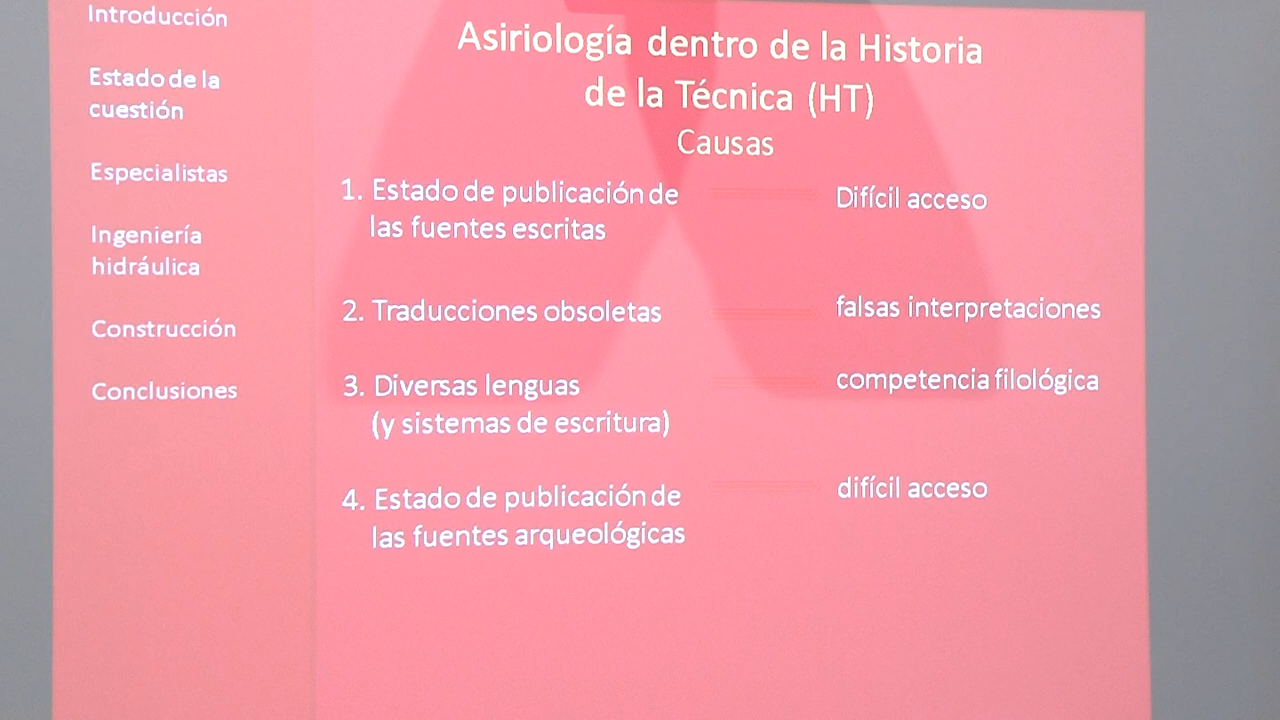 Introducción
Estado de la
cuestión
Especialistas
Ingeniería
hidráulica
Construcción
Conclusiones
Asiriología dentro de la Historia
de la Técnica (HT)
Causas
1. Estado de publicación de
las fuentes escritas
Difícil acceso
2. Traducciones obsoletas
falsas interpretaciones
3. Diversas lenguas
(y sistemas de escritura)
competencia filológica
4. Estado de publicación de
las fuentes arqueológicas
difícil acceso